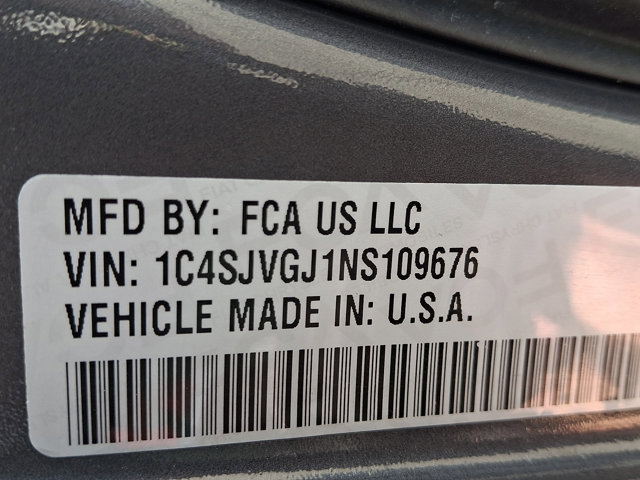 MFD BY: FCA US LLC
VIN: 1C4SJVGJ1NS109676
VEHICLE MADE IN: U.S.A.